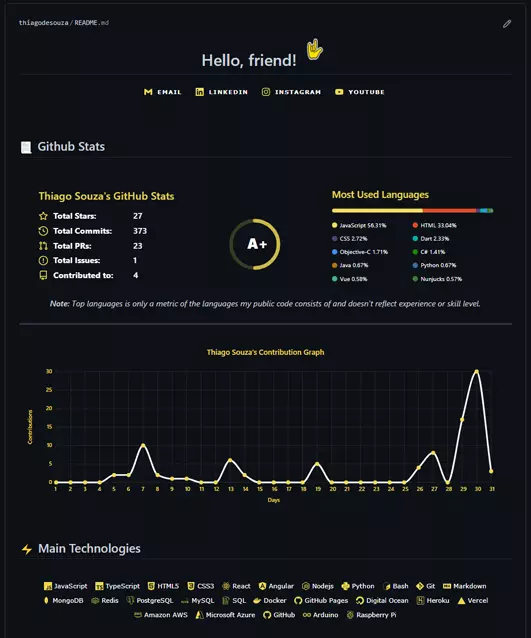 thiagodesouza/README.md
Hello, friend!
EMAIL LINKEDIN INSTAGRAM YOUTUBE
Github Stats
Thiago Souza's GitHub Stats
Total Stars: 27
Total Commits: 373
Total PRs: 23
Total Issues: 1
Contributed to: 4
A+
Most Used Languages
JavaScript 56.31% HTML 33.04%
CSS 2.72% Dart 2.33%
Objective-C 1.71% C# 1.41%
Java 0.67% Python 0.67%
Vue 0.58% Nunjucks 0.57%
Note: Top languages is only a metric of the languages my public code consists of and doesn't reflect experience or skill level.
Thiago Souza's Contribution Graph
Contributions
30
25
20
15
10
5
0
1 2 3 4 5 6 7 8 9 10 11 12 13 14 15 16 17 18 19 20 21 22 23 24 25 26 27 28 29 30 31
Days
Main Technologies
JavaScript TypeScript HTML5 CSS3 React Angular Nodejs Python Bash Git Markdown
MongoDB Redis PostgreSQL MySQL SQL Docker GitHub Pages Digital Ocean Heroku Vercel
Amazon AWS Microsoft Azure GitHub Arduino Raspberry Pi